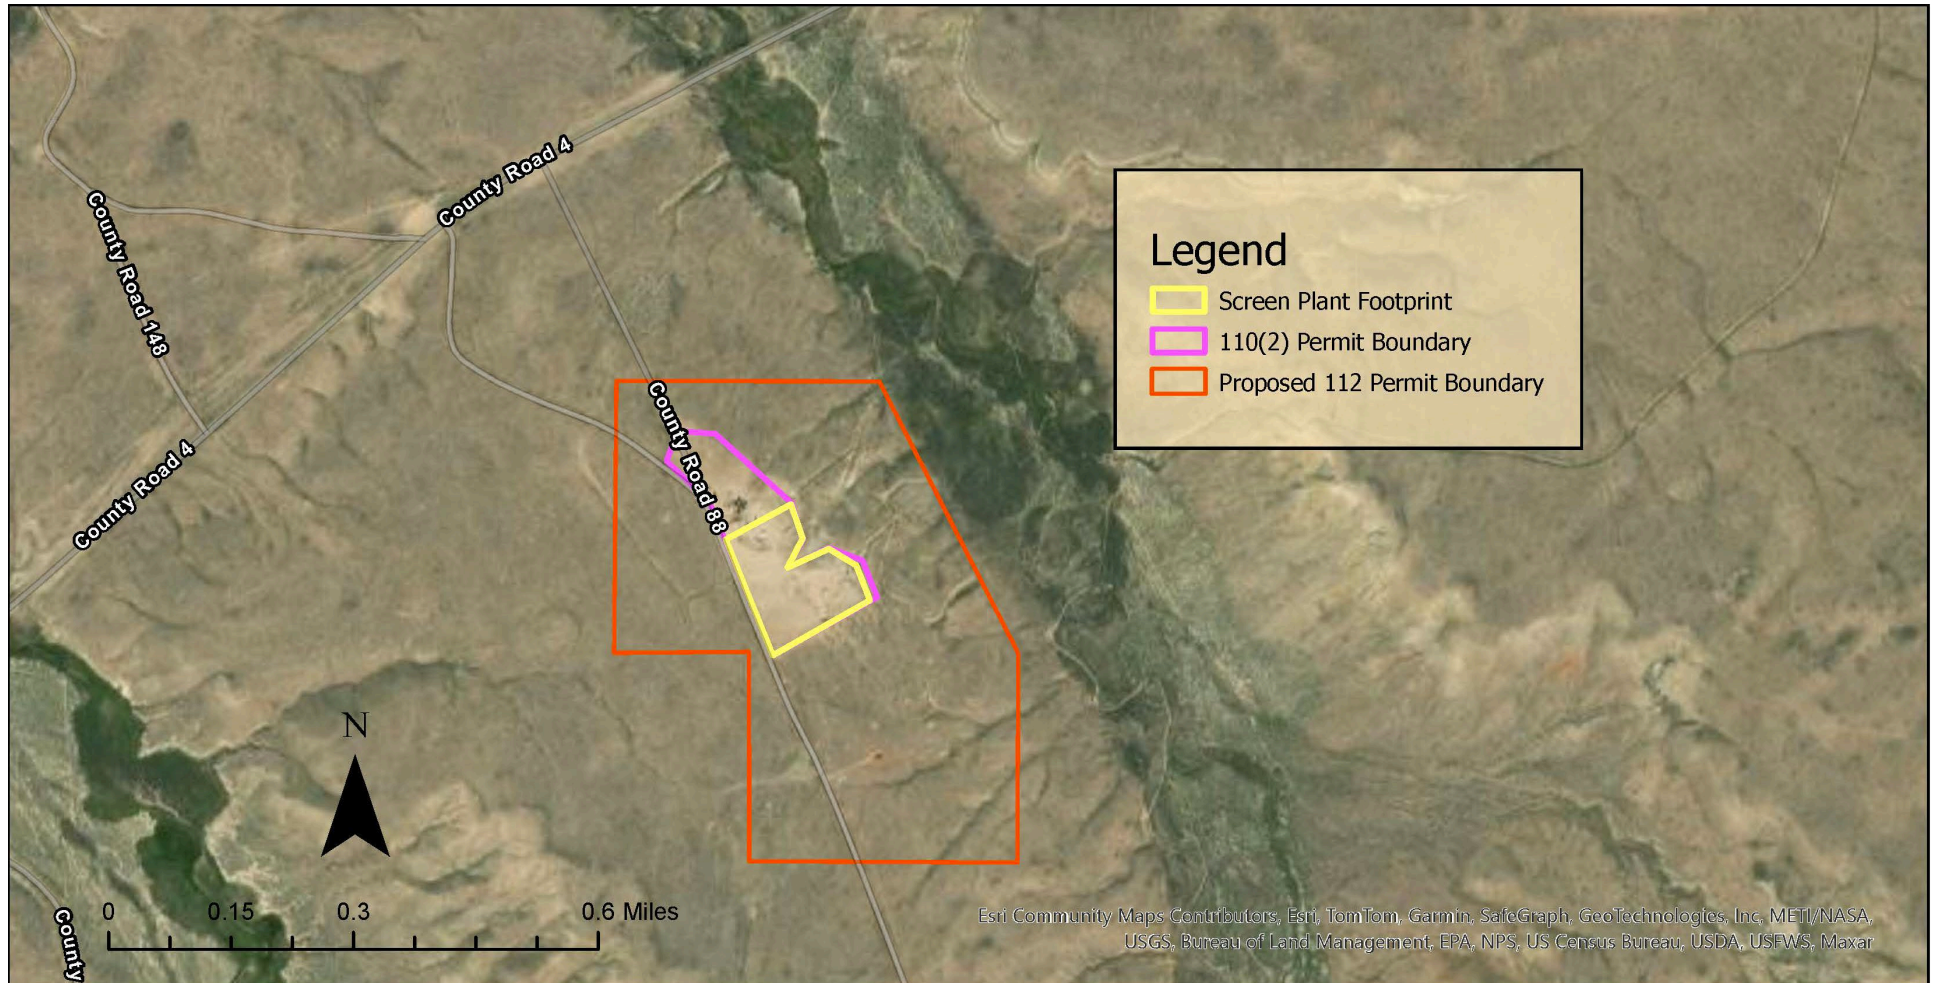 County Road 4
County Road 148
Legend
Screen Plant Footprint
110(2) Permit Boundary
Proposed 112 Permit Boundary
County Road 88
County Road 4
N
0 0.15 0.3 0.6 Miles
County
Esri Community Maps Contributors, Esri, TomTom, Garmin, SafeGraph, GeoTechnologies, Inc, METI/NASA,
USGS, Bureau of Land Management, EPA, NPS, US Census Bureau, USDA, USFWS, Maxar